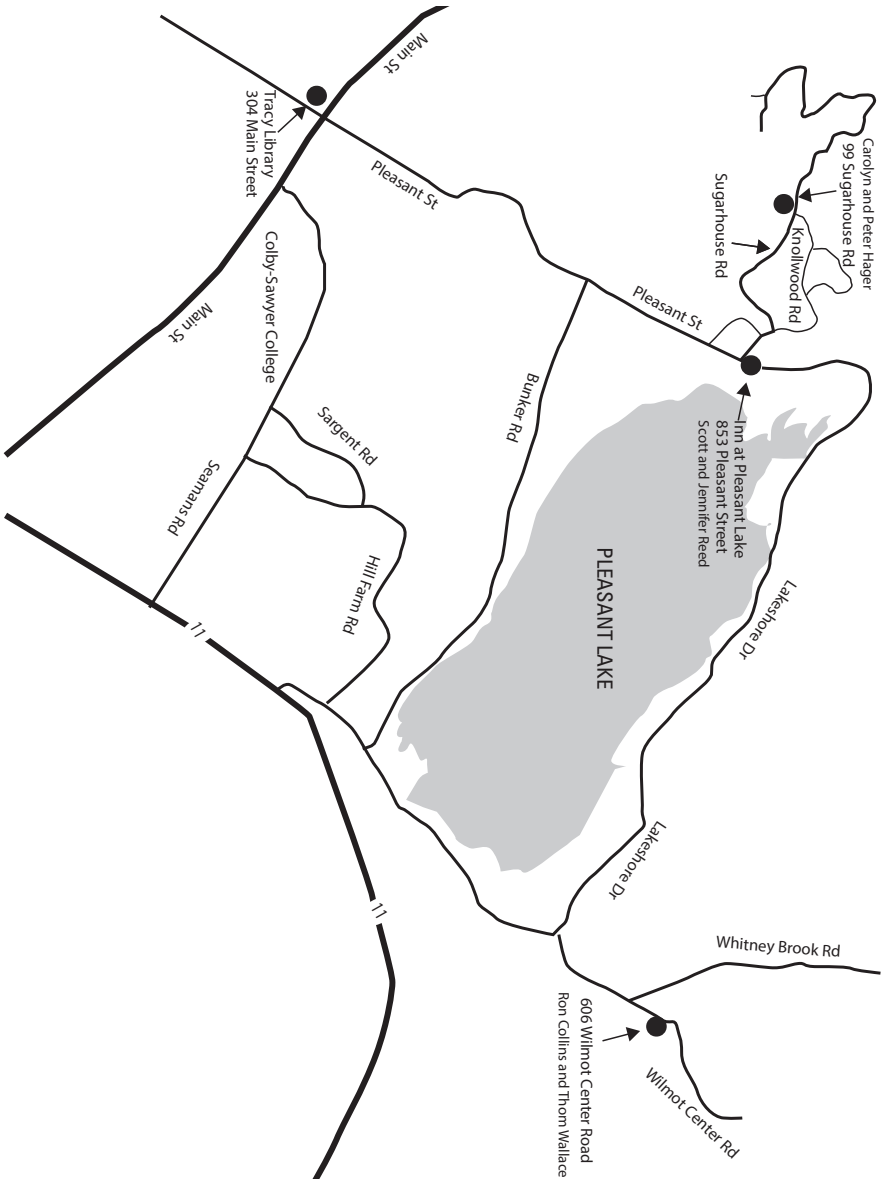 Main St
Tracy Library
304 Main Street
Pleasant St
Carolyn and Peter Hager
99 Sugarhouse Rd
Sugarhouse Rd
Knollwood Rd
Pleasant St
Inn at Pleasant Lake
853 Pleasant Street
Scott and Jennifer Reed
Colby-Sawyer College
Main St
Bunker Rd
Sargent Rd
Seamans Rd
Hill Farm Rd
PLEASANT LAKE
Lakeshore Dr
11
Lakeshore Dr
11
Whitney Brook Rd
606 Wilmot Center Road
Ron Collins and Thom Wallace
Wilmot Center Rd